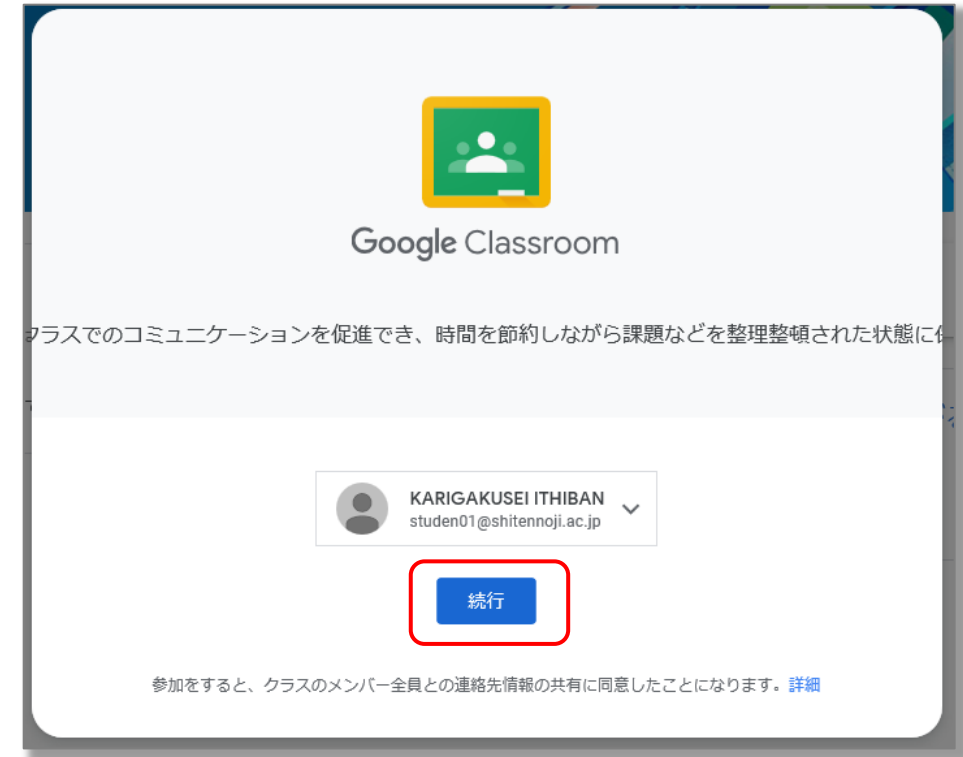 Google Classroom
ラスでのコミュニケーションを促進でき、時間を節約しながら課題などを整理整頓された状態に
KARIGAKUSEI ITHIBAN
studen01@shitennoji.ac.jp
続行
参加をすると、クラスのメンバー全員との連絡先情報の共有に同意したことになります。詳細